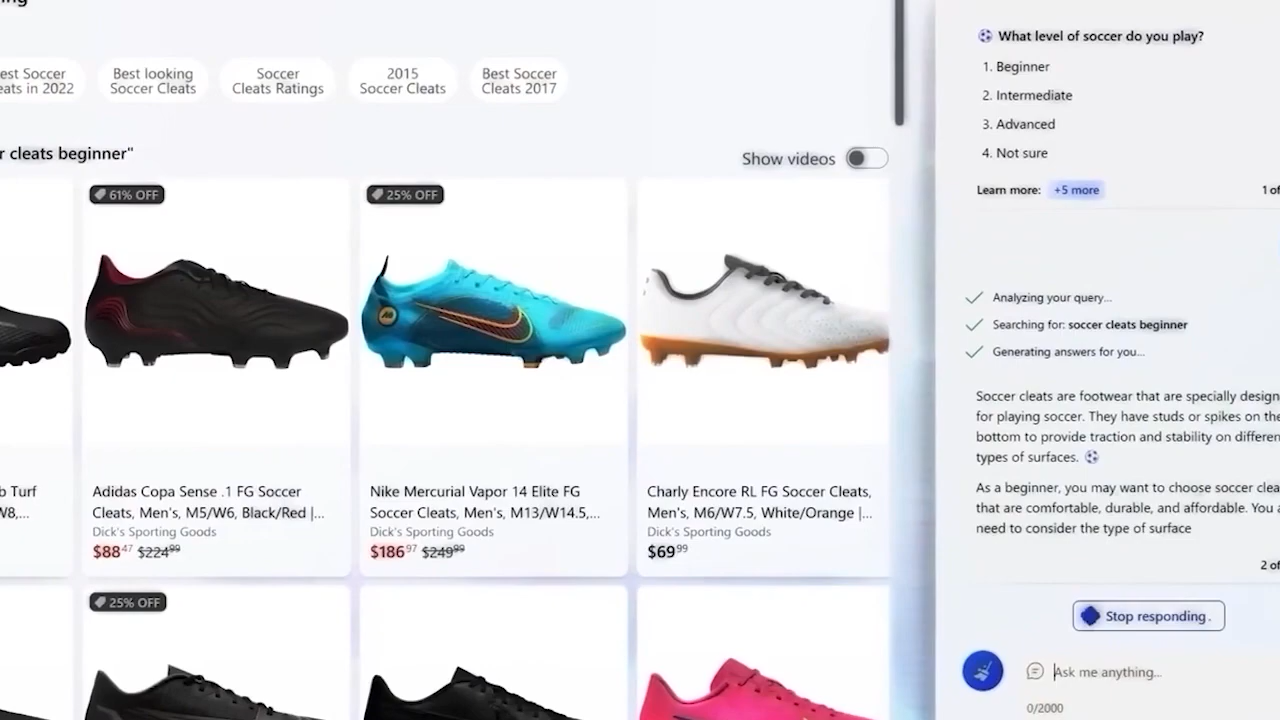 est Soccer
eats in 2022
Best looking
Soccer Cleats
Soccer
Cleats Ratings
2015
Soccer Cleats
Best Soccer
Cleats 2017
r cleats beginner"
Show videos
61% OFF
25% OFF
b Turf
W8,...
Adidas Copa Sense .1 FG Soccer
Cleats, Men's, M5/W6, Black/Red |...
Dick's Sporting Goods
$88.47 $224.99
Nike Mercurial Vapor 14 Elite FG
Soccer Cleats, Men's, M13/W14.5,...
Dick's Sporting Goods
$186.97 $249.99
Charly Encore RL FG Soccer Cleats,
Men's, M6/W7.5, White/Orange |...
Dick's Sporting Goods
$69.99
25% OFF
What level of soccer do you play?
1. Beginner
2. Intermediate
3. Advanced
4. Not sure
Learn more: +5 more 1 of
Analyzing your query...
Searching for: soccer cleats beginner
Generating answers for you...
Soccer cleats are footwear that are specially design
for playing soccer. They have studs or spikes on the
bottom to provide traction and stability on differen
types of surfaces.
As a beginner, you may want to choose soccer clea
that are comfortable, durable, and affordable. You a
need to consider the type of surface
2 of
Stop responding.
Ask me anything...
0/2000